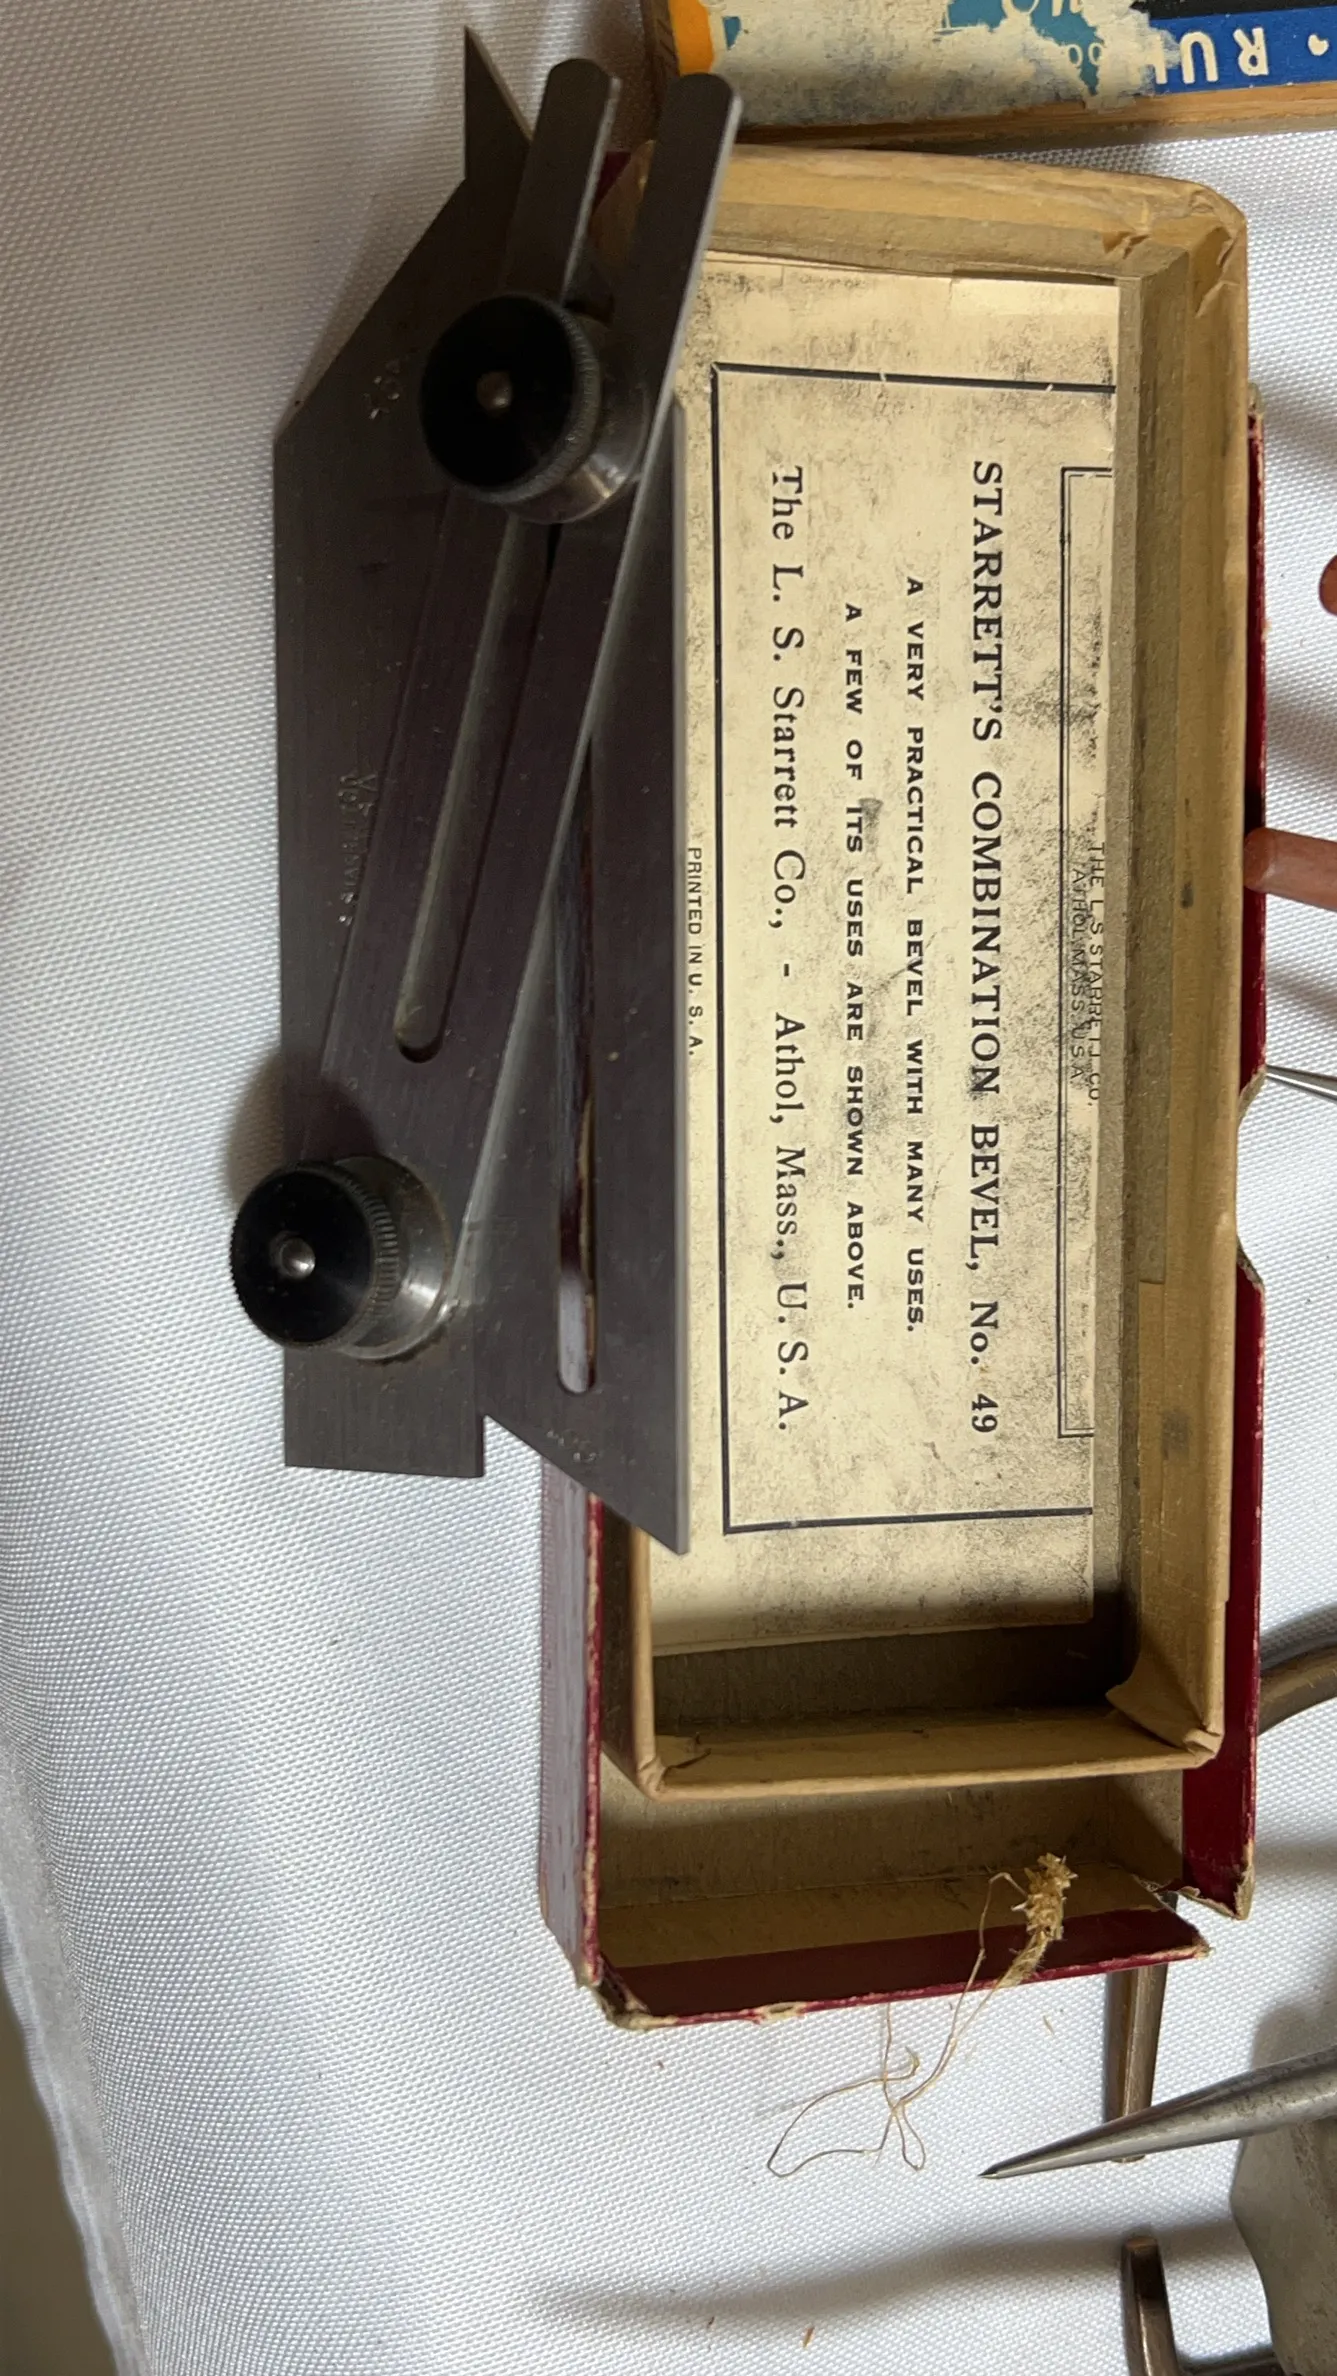 THE L. S. STARRETT CO.
ATHOL, MASS. U.S.A.
STARRETT'S COMBINATION BEVEL, No. 49
A VERY PRACTICAL BEVEL WITH MANY USES.
A FEW OF ITS USES ARE SHOWN ABOVE.
The L. S. Starrett Co., - Athol, Mass., U. S. A.
PRINTED IN U. S. A.